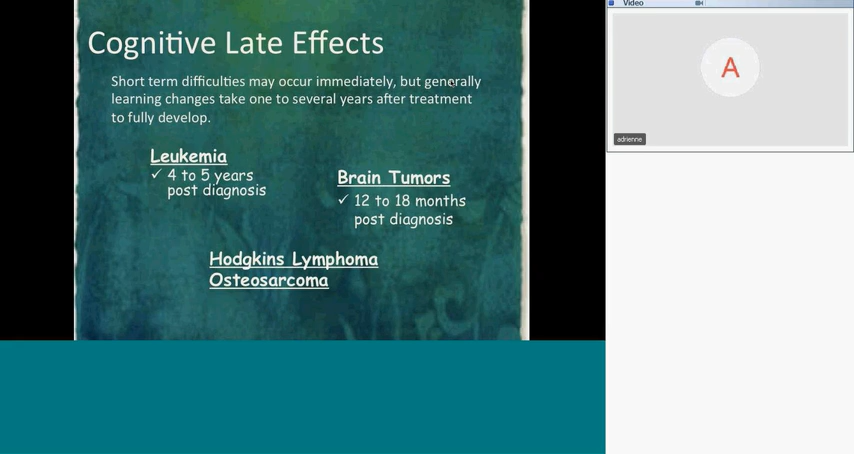 Cognitive Late Effects
Short term difficulties may occur immediately, but generally
learning changes take one to several years after treatment
to fully develop.
Leukemia
✓ 4 to 5 years
post diagnosis
Brain Tumors
✓ 12 to 18 months
post diagnosis
Hodgkins Lymphoma
Osteosarcoma
Video
A
adrienne